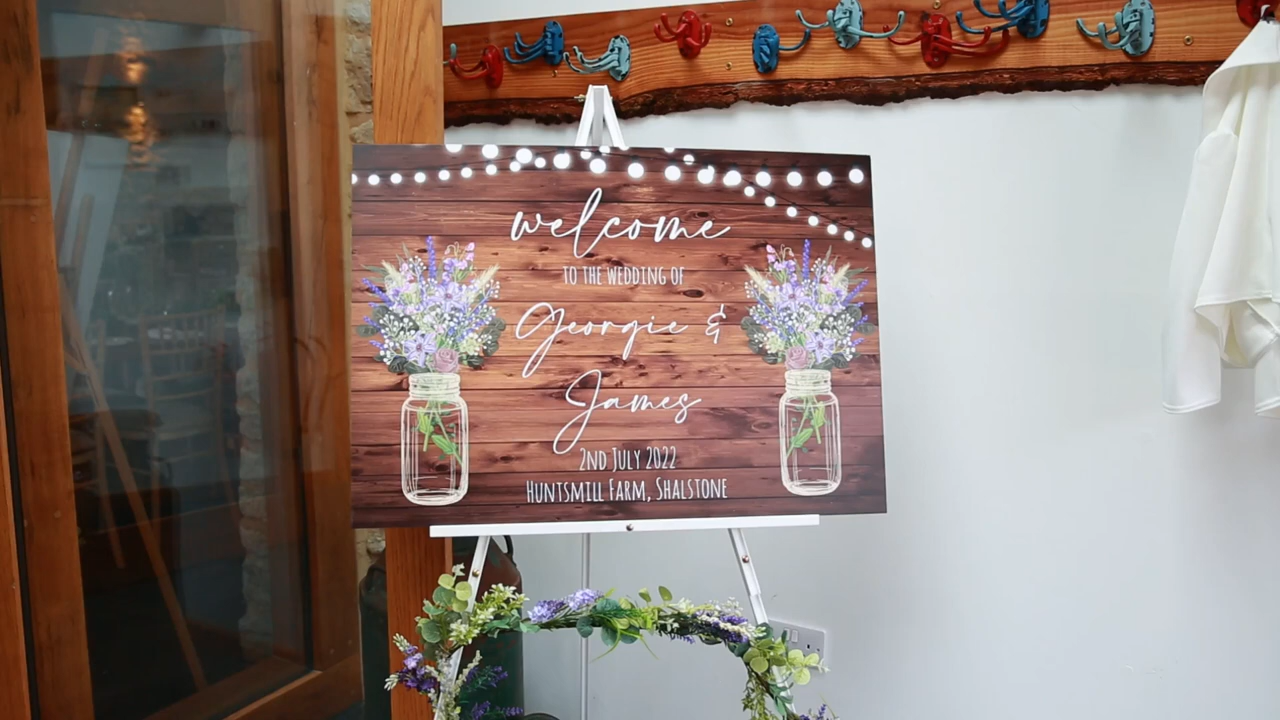 welcome
TO THE WEDDING OF
Georgie &
James
2ND JULY 2022
HUNTSMILL FARM, SHALSTONE